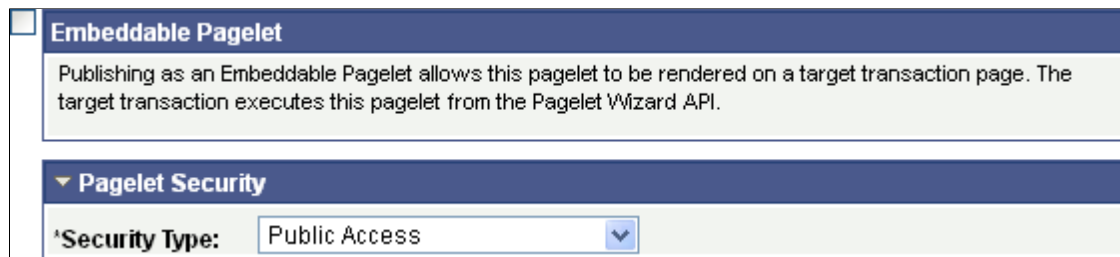 Embeddable Pagelet
Publishing as an Embeddable Pagelet allows this pagelet to be rendered on a target transaction page. The
target transaction executes this pagelet from the Pagelet Wizard API.
Pagelet Security
*Security Type: Public Access